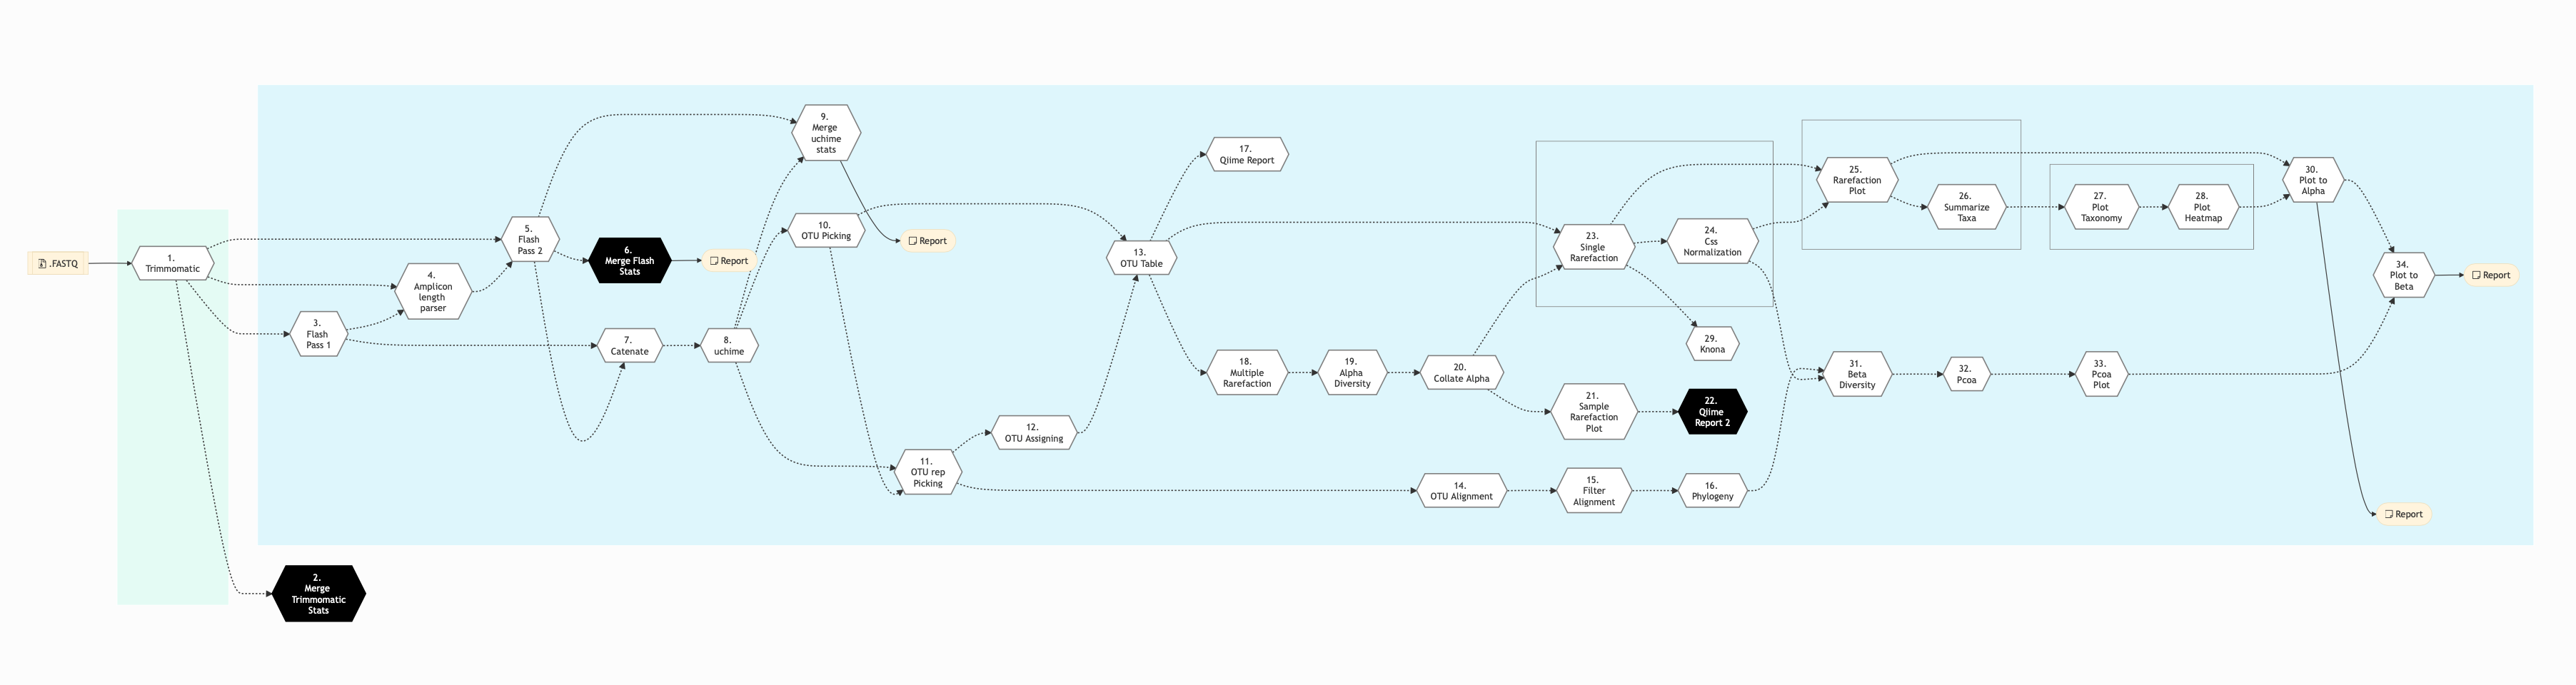 .FASTQ
1.
Trimmomatic
2.
Merge
Trimmomatic
Stats
3.
Flash
Pass 1
4.
Amplicon
length
parser
5.
Flash
Pass 2
6.
Merge Flash
Stats
Report
7.
Catenate
8.
uchime
9.
Merge
uchime
stats
Report
10.
OTU Picking
11.
OTU rep
Picking
12.
OTU Assigning
13.
OTU Table
14.
OTU Alignment
15.
Filter
Alignment
16.
Phylogeny
17.
Qiime Report
18.
Multiple
Rarefaction
19.
Alpha
Diversity
20.
Collate Alpha
21.
Sample
Rarefaction
Plot
22.
Qiime
Report 2
23.
Single
Rarefaction
24.
Css
Normalization
25.
Rarefaction
Plot
26.
Summarize
Taxa
27.
Plot
Taxonomy
28.
Plot
Heatmap
29.
Knona
30.
Plot to
Alpha
31.
Beta
Diversity
32.
Pcoa
33.
Pcoa
Plot
34.
Plot to
Beta
Report
Report